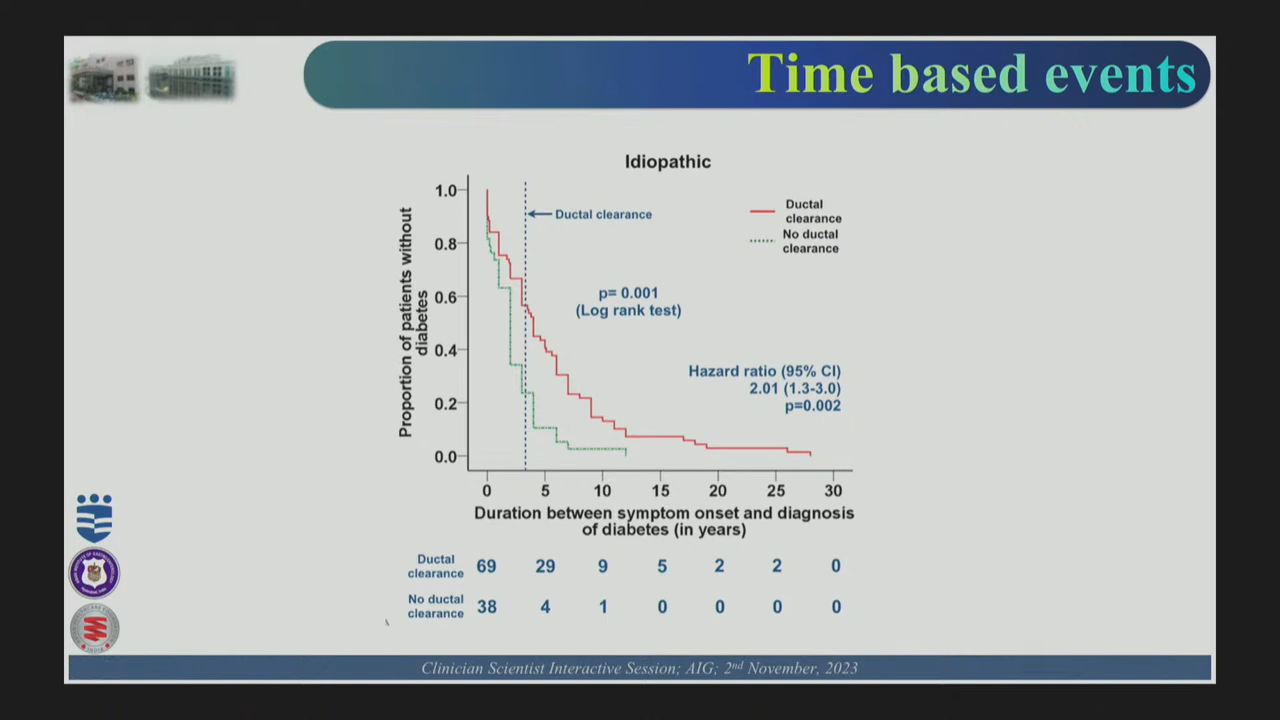 Time based events
Idiopathic
1.0
0.8
0.6
0.4
0.2
0.0
Proportion of patients without
diabetes
Ductal clearance
Ductal
clearance
No ductal
clearance
p= 0.001
(Log rank test)
Hazard ratio (95% CI)
2.01 (1.3-3.0)
p=0.002
0 5 10 15 20 25 30
Duration between symptom onset and diagnosis
of diabetes (in years)
Ductal
clearance 69 29 9 5 2 2 0
No ductal
clearance 38 4 1 0 0 0 0
Clinician Scientist Interactive Session; AIG; 2nd November, 2023